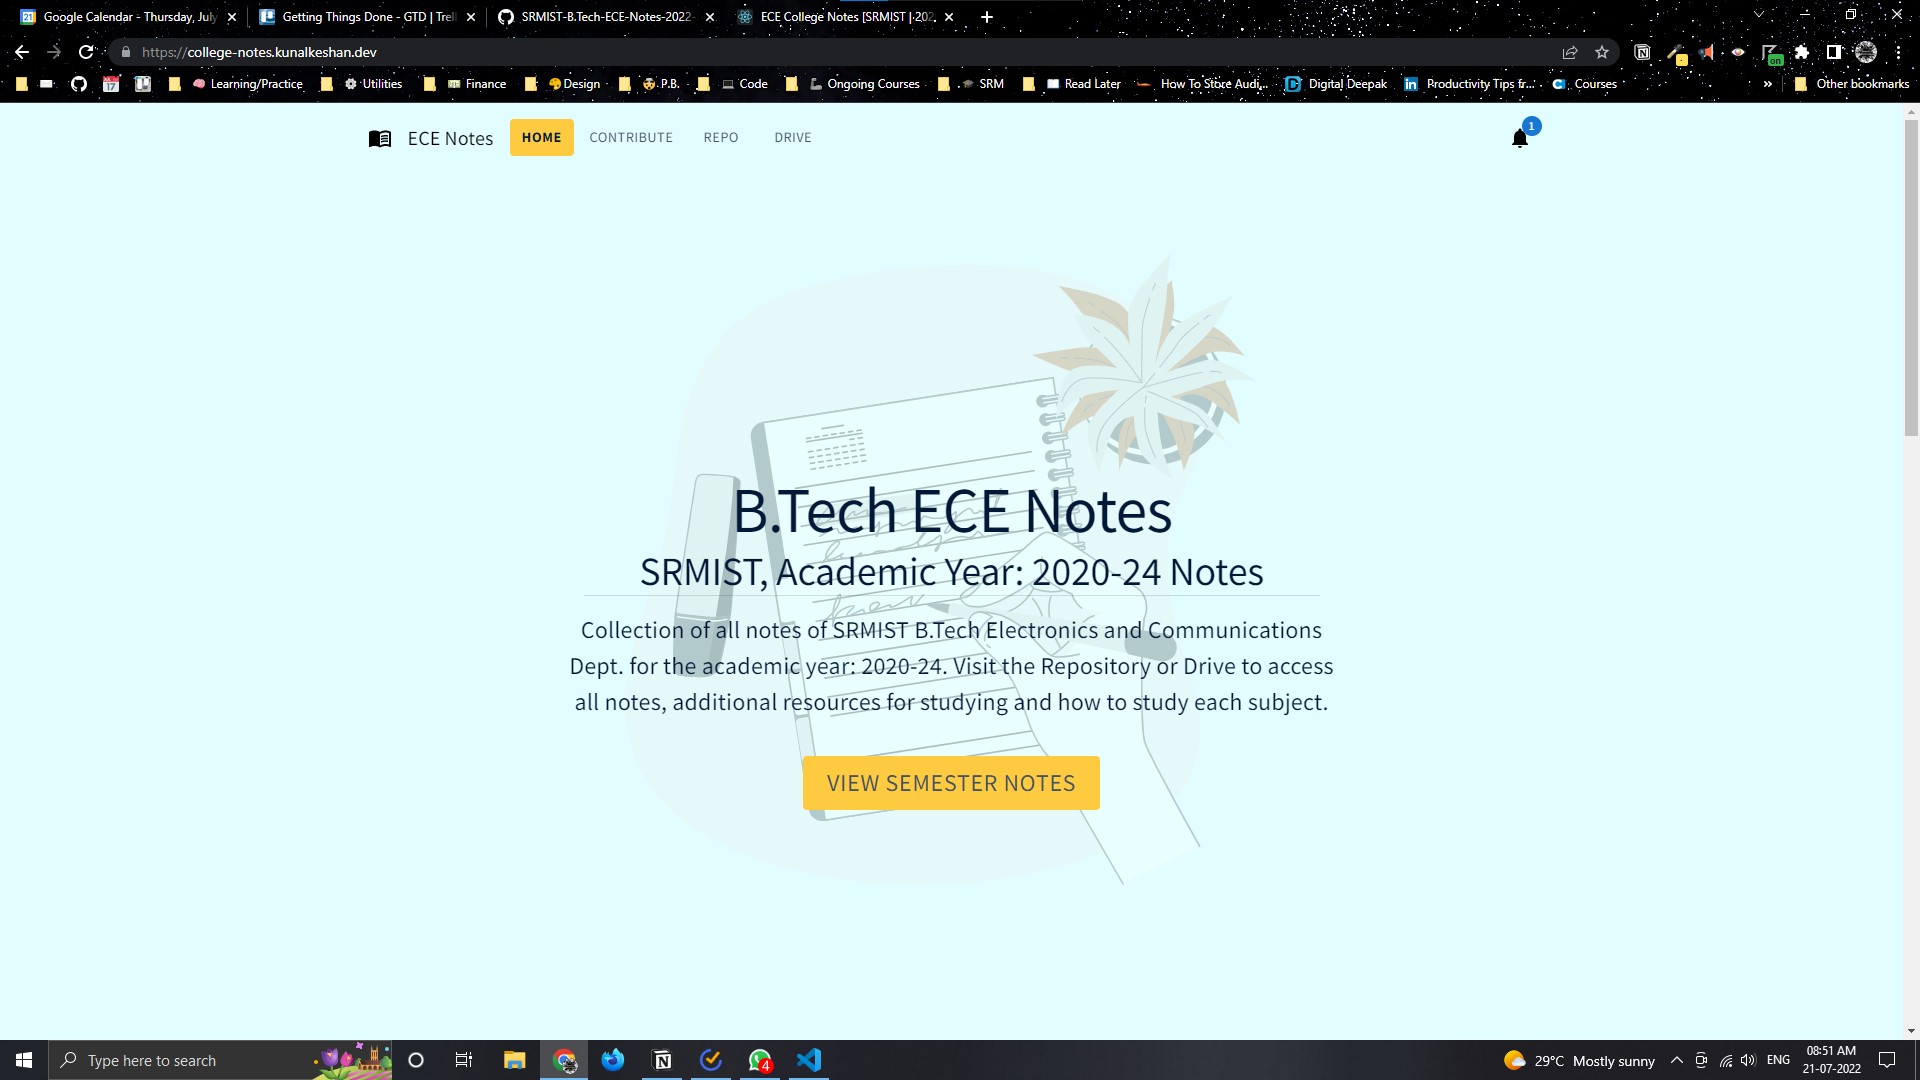 Google Calendar - Thursday, July
Getting Things Done - GTD | Trell
SRMIST-B.Tech-ECE-Notes-2022-
ECE College Notes [SRMIST | 202
https://college-notes.kunalkeshan.dev
on
17
Learning/Practice
Utilities
Finance
Design
P.B.
Code
Ongoing Courses
SRM
Read Later
How To Store Audi...
Digital Deepak
Productivity Tips fr...
Courses
»
Other bookmarks
ECE Notes
HOME
CONTRIBUTE
REPO
DRIVE
1
B.Tech ECE Notes
SRMIST, Academic Year: 2020-24 Notes
Collection of all notes of SRMIST B.Tech Electronics and Communications
Dept. for the academic year: 2020-24. Visit the Repository or Drive to access
all notes, additional resources for studying and how to study each subject.
VIEW SEMESTER NOTES
Type here to search
4
29°C Mostly sunny
ENG
08:51 AM
21-07-2022